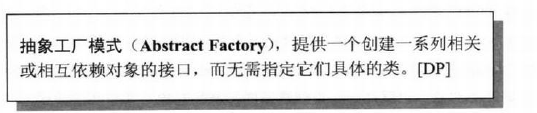 抽象工厂模式（Abstract Factory），提供一个创建一系列相关
或相互依赖对象的接口，而无需指定它们具体的类。[DP]